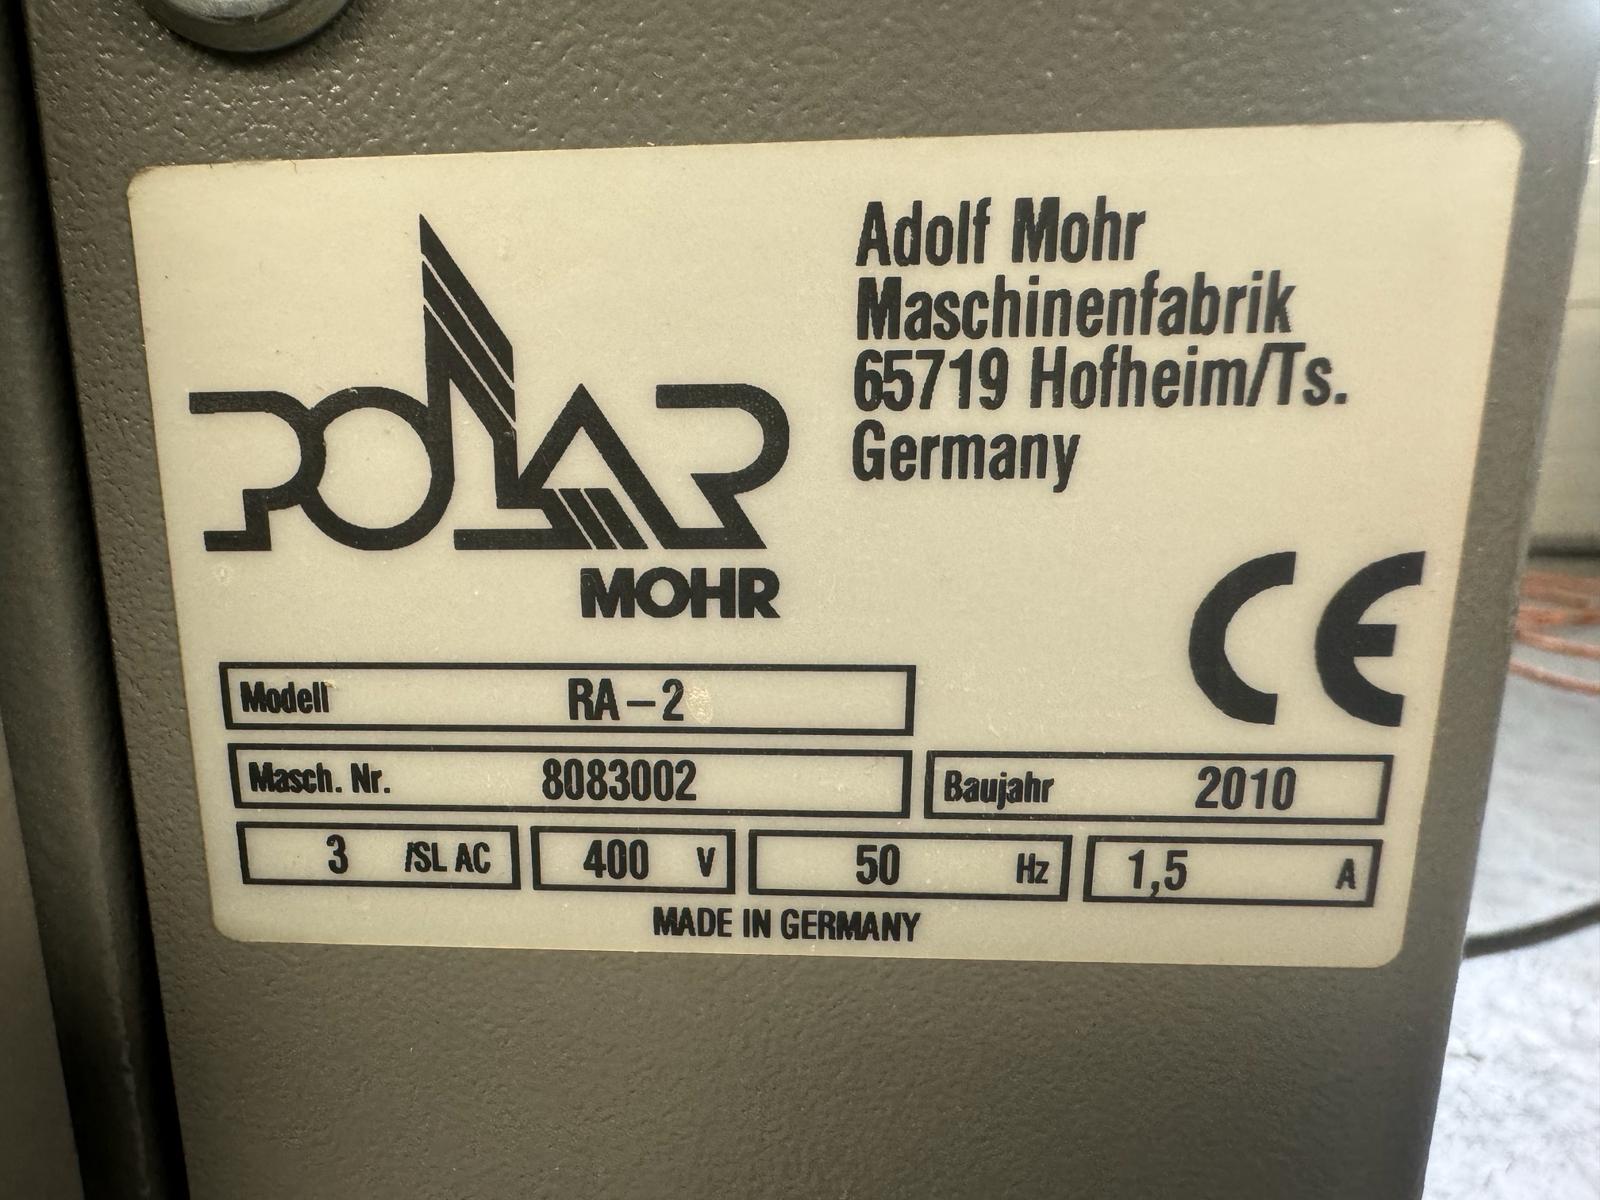 Adolf Mohr
Maschinenfabrik
65719 Hofheim/Ts.
Germany
POLAR
MOHR
CE
Modell RA-2
Masch. Nr. 8083002 Baujahr 2010
3 /SL AC 400 V 50 Hz 1,5 A
MADE IN GERMANY